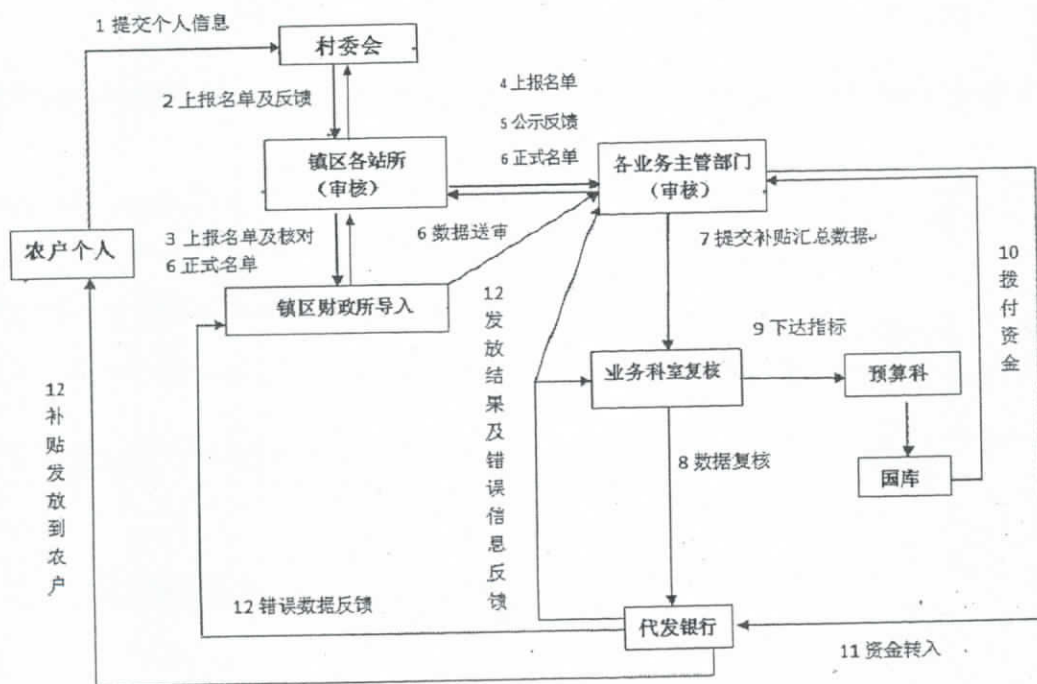 1 提交个人信息
村委会
2 上报名单及反馈
4 上报名单
5 公示反馈
6 正式名单
镇区各站所
（审核）
各业务主管部门
（审核）
农户个人
3 上报名单及核对
6 正式名单
6 数据送审
7 提交补贴汇总数据
10
拨
付
资
金
镇区财政所导入
12
发
放
结
果
及
错
误
信
息
反
馈
9 下达指标
业务科室复核
预算科
12
补
贴
发
放
到
农
户
8 数据复核
国库
12 错误数据反馈
代发银行
11 资金转入